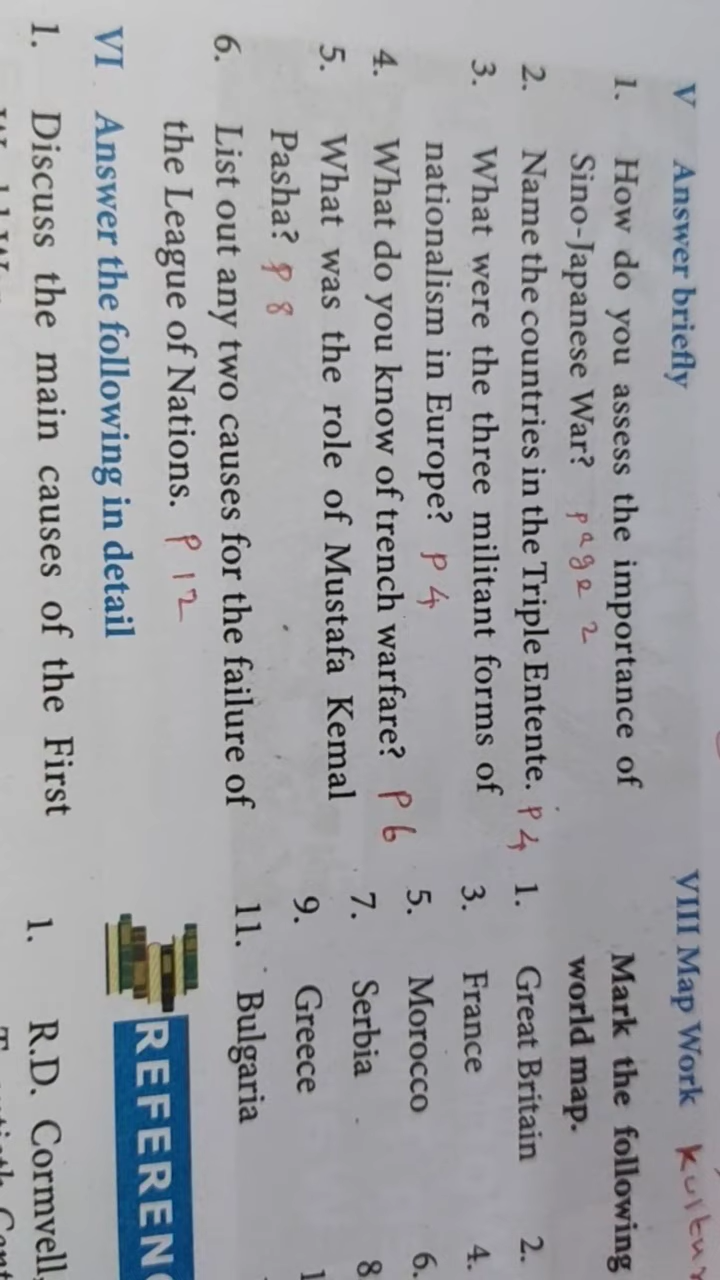 V Answer briefly
1. How do you assess the importance of
Sino-Japanese War? page 2
2. Name the countries in the Triple Entente. P 4
3. What were the three militant forms of
nationalism in Europe? P 4
4. What do you know of trench warfare? P 6
5. What was the role of Mustafa Kemal
Pasha? P 8
6. List out any two causes for the failure of
the League of Nations. P 12
VI Answer the following in detail
1. Discuss the main causes of the First
VIII Map Work
Mark the following
world map.
1. Great Britain 2.
3. France 4.
5. Morocco 6.
7. Serbia 8
9. Greece 1
11. Bulgaria
REFEREN
1. R.D. Cornwell,